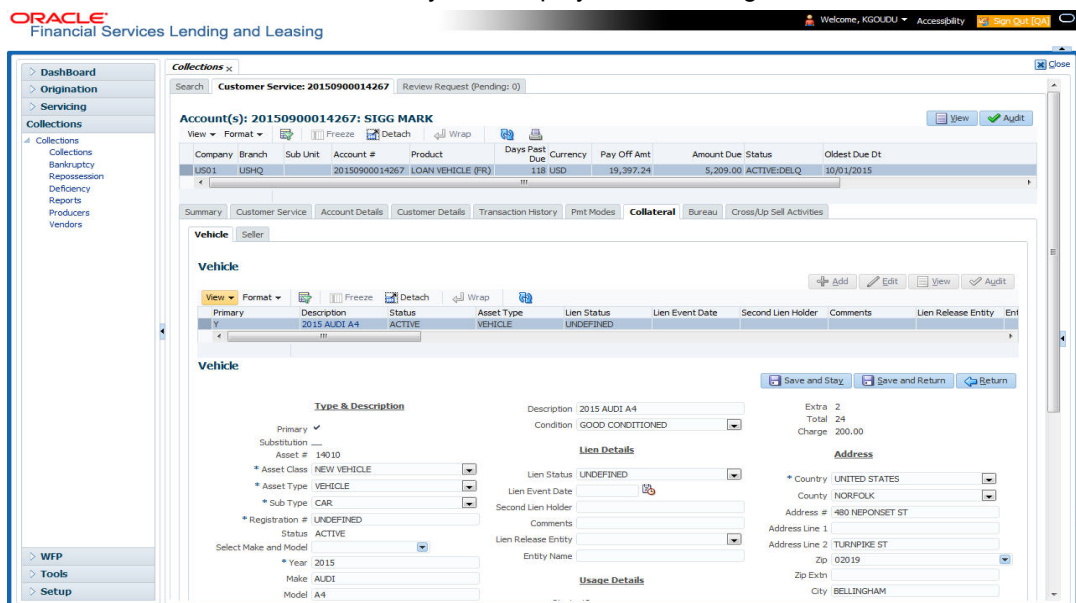 ORACLE
Financial Services Lending and Leasing
Welcome, KGOUDU Accessibility Sign Out [QA]
Close
DashBoard
Origination
Servicing
Collections
Collections
Collections
Bankruptcy
Repossession
Deficiency
Reports
Producers
Vendors
WFP
Tools
Setup
Collections
Search Customer Service: 20150900014267 Review Request (Pending: 0)
Account(s): 20150900014267: SIGG MARK
View Audit
View Format Freeze Detach Wrap
Company Branch Sub Unit Account # Product Days Past Due Currency Pay Off Amt Amount Due Status Oldest Due Dt
US01 USHQ 20150900014267 LOAN VEHICLE (FR) 118 USD 19,397.24 5,209.00 ACTIVE:DELQ 10/01/2015
Summary Customer Service Account Details Customer Details Transaction History Pmt Modes Collateral Bureau Cross/Up Sell Activities
Vehicle Seller
Vehicle
Add Edit View Audit
View Format Freeze Detach Wrap
Primary Description Status Asset Type Lien Status Lien Event Date Second Lien Holder Comments Lien Release Entity Ent
Y 2015 AUDI A4 ACTIVE VEHICLE UNDEFINED
Vehicle
Save and Stay Save and Return Return
Type & Description
Primary
Substitution
Asset # 14010
* Asset Class NEW VEHICLE
* Asset Type VEHICLE
* Sub Type CAR
* Registration # UNDEFINED
Status ACTIVE
Select Make and Model
* Year 2015
Make AUDI
Model A4
Description 2015 AUDI A4
Condition GOOD CONDITIONED
Lien Details
Lien Status UNDEFINED
Lien Event Date
Second Lien Holder
Comments
Lien Release Entity
Entity Name
Usage Details
Extra 2
Total 24
Charge 200.00
Address
* Country UNITED STATES
County NORFOLK
Address # 480 NEPONSET ST
Address Line 1
Address Line 2 TURNPIKE ST
Zip 02019
Zip Extn
City BELLINGHAM